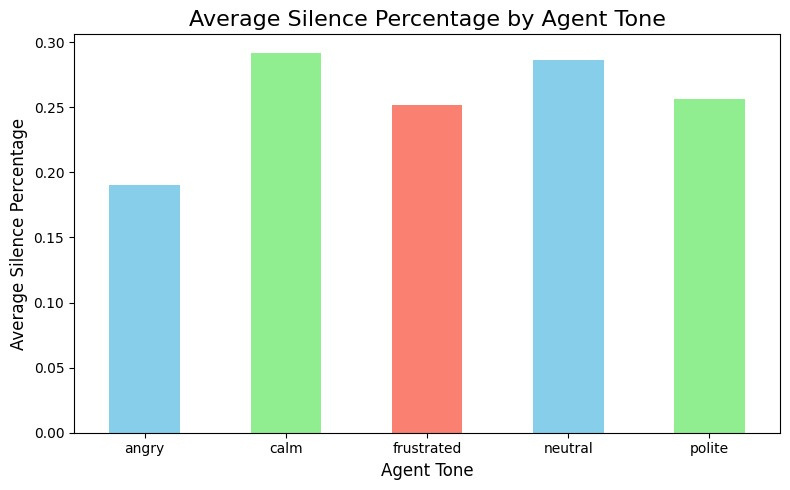 Average Silence Percentage by Agent Tone
Average Silence Percentage
0.30
0.25
0.20
0.15
0.10
0.05
0.00
angry calm frustrated neutral polite
Agent Tone